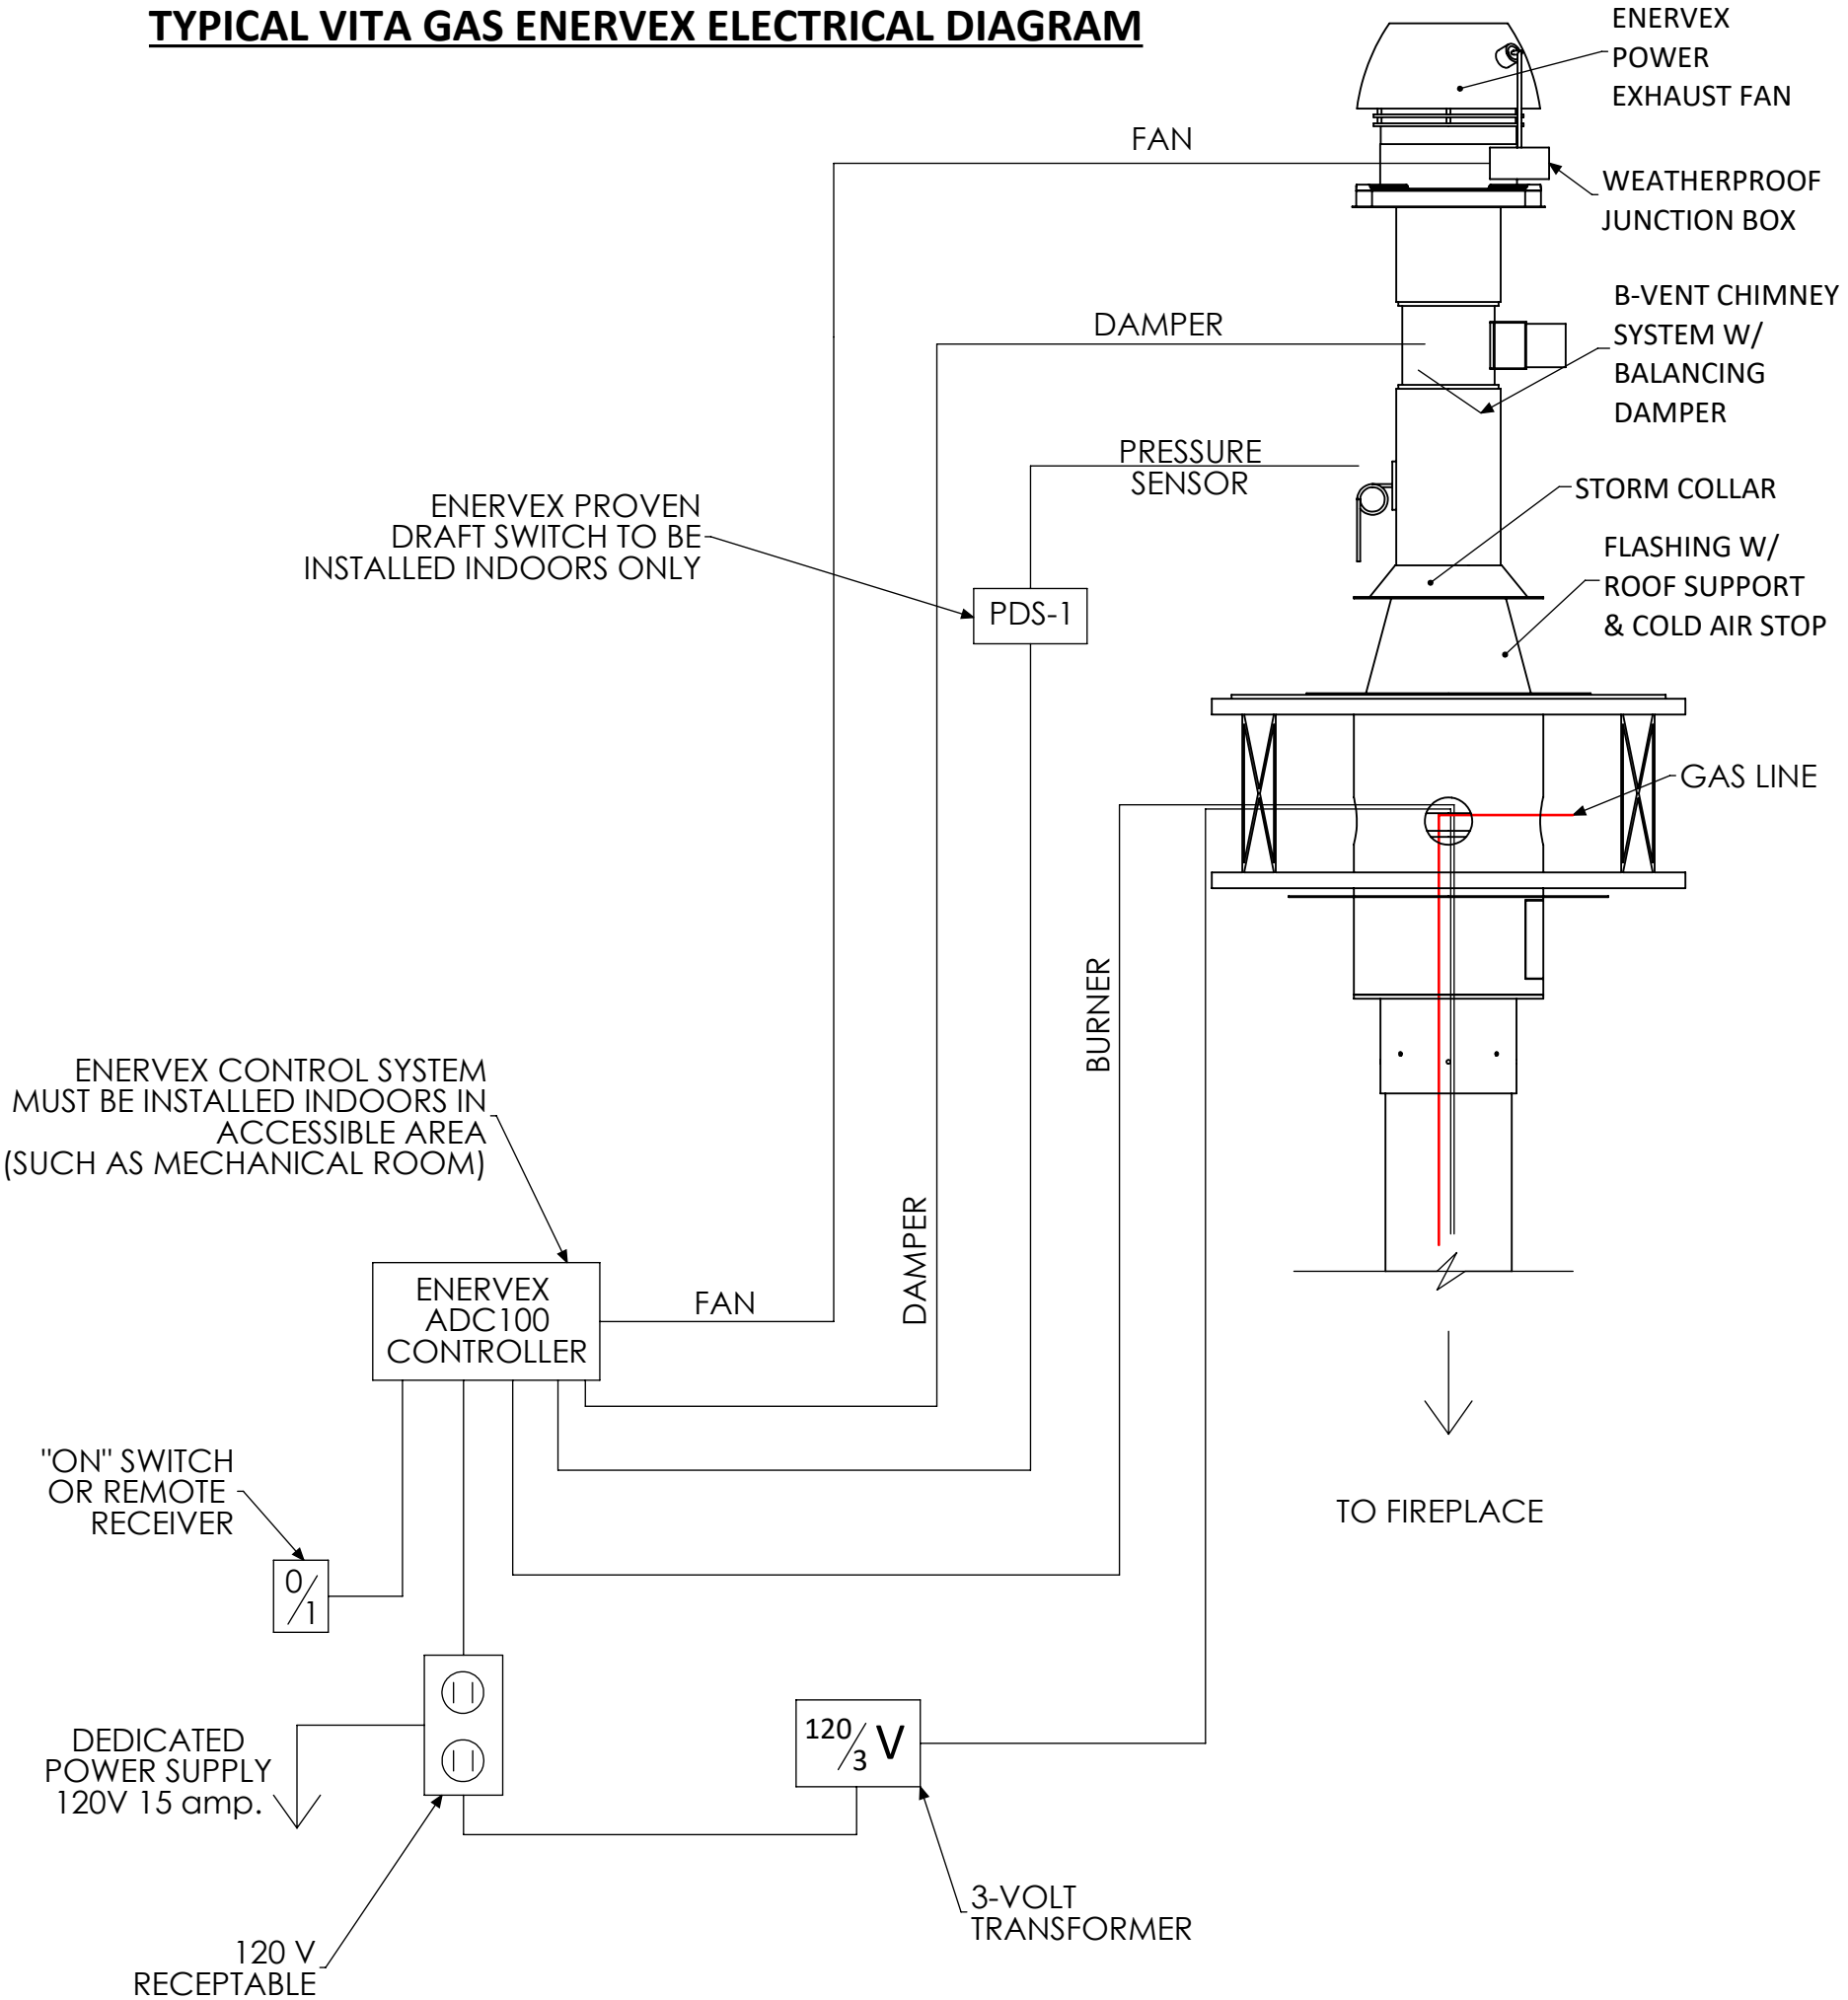 TYPICAL VITA GAS ENERVEX ELECTRICAL DIAGRAM
ENERVEX
POWER
EXHAUST FAN
FAN
WEATHERPROOF
JUNCTION BOX
B-VENT CHIMNEY
SYSTEM W/
BALANCING
DAMPER
DAMPER
PRESSURE
SENSOR
STORM COLLAR
ENERVEX PROVEN
DRAFT SWITCH TO BE
INSTALLED INDOORS ONLY
FLASHING W/
ROOF SUPPORT
& COLD AIR STOP
PDS-1
GAS LINE
BURNER
ENERVEX CONTROL SYSTEM
MUST BE INSTALLED INDOORS IN
ACCESSIBLE AREA
(SUCH AS MECHANICAL ROOM)
DAMPER
ENERVEX
ADC100
CONTROLLER
FAN
"ON" SWITCH
OR REMOTE
RECEIVER
TO FIREPLACE
0/1
DEDICATED
POWER SUPPLY
120V 15 amp.
120/3 V
3-VOLT
TRANSFORMER
120 V
RECEPTABLE